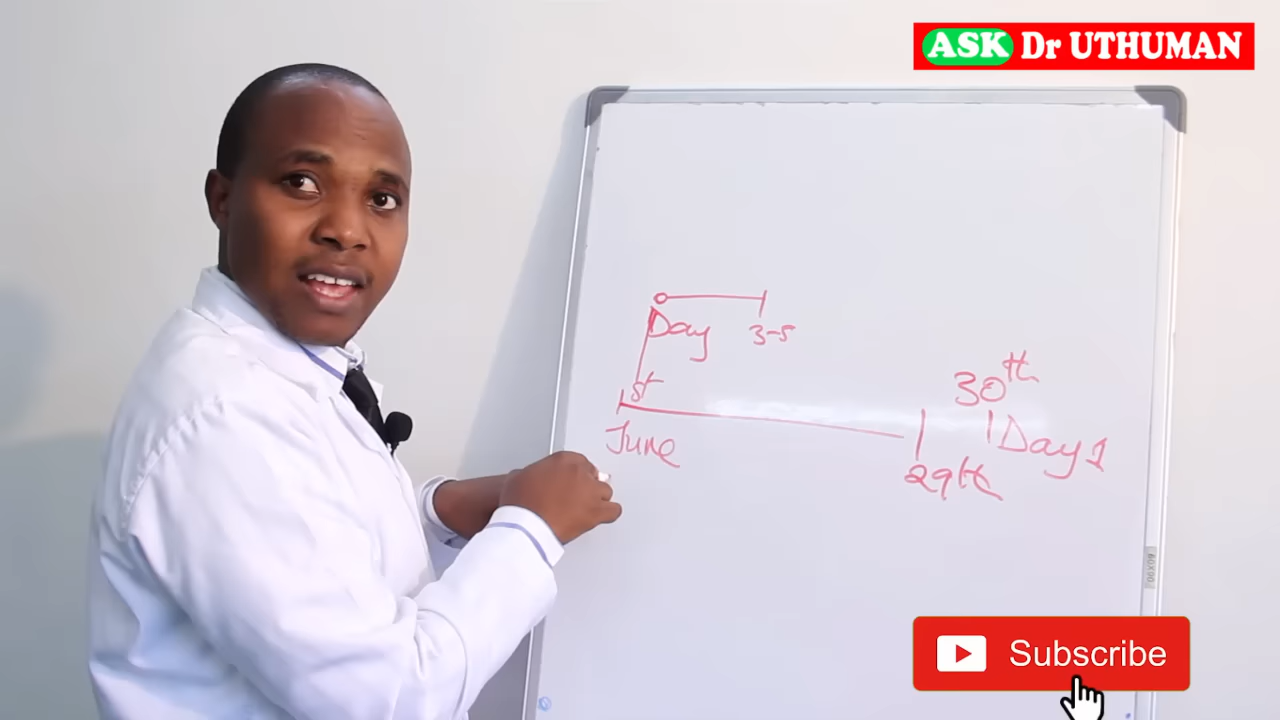 ASK Dr UTHUMAN
Day 3-5
1st
30th
June
Day 1
29th
Subscribe